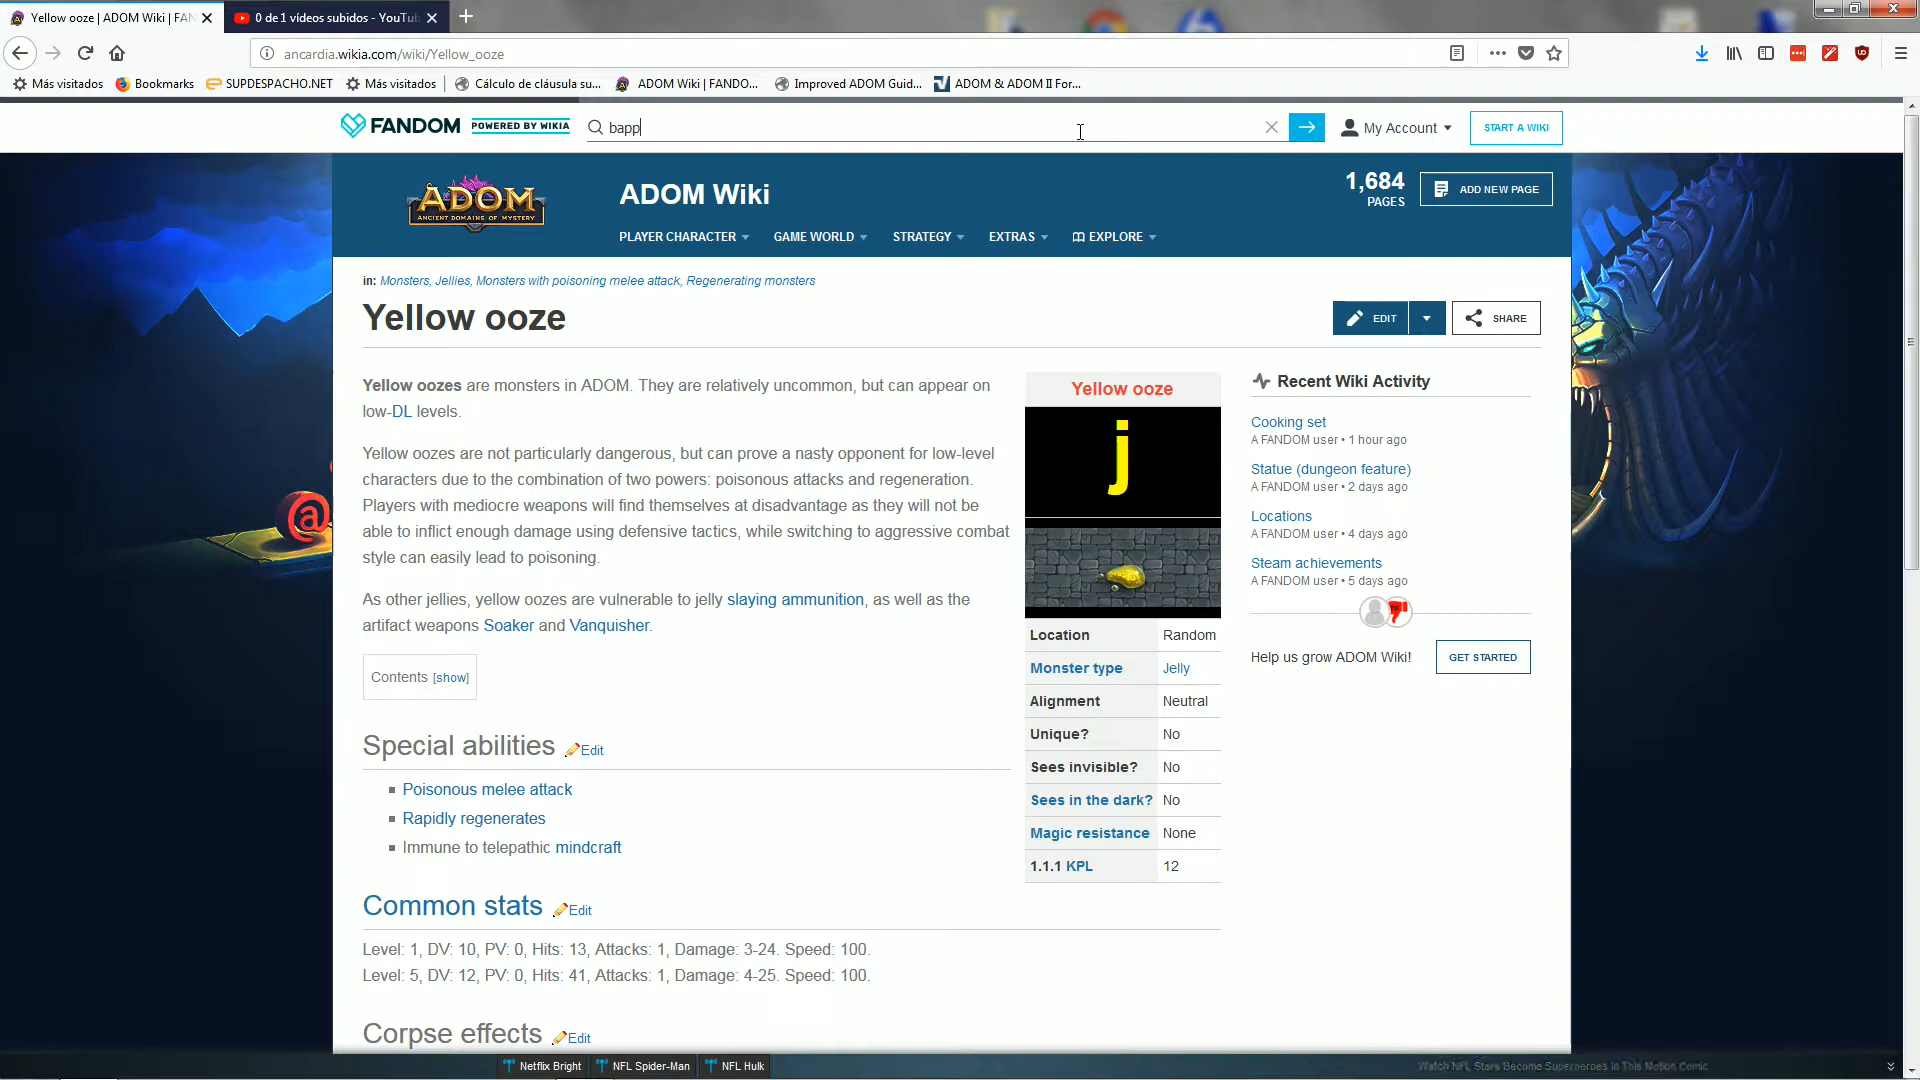 Yellow ooze | ADOM Wiki | FAN
0 de 1 vídeos subidos - YouTub
ancardia.wikia.com/wiki/Yellow_ooze
Más visitados
Bookmarks
SUPDESPACHO.NET
Más visitados
Cálculo de cláusula su...
ADOM Wiki | FANDO...
Improved ADOM Guid...
ADOM & ADOM II For...
FANDOM
POWERED BY WIKIA
bapp
My Account
START A WIKI
ADOM
ANCIENT DOMAINS OF MYSTERY
ADOM Wiki
1,684
PAGES
ADD NEW PAGE
PLAYER CHARACTER
GAME WORLD
STRATEGY
EXTRAS
EXPLORE
in: Monsters, Jellies, Monsters with poisoning melee attack, Regenerating monsters
Yellow ooze
EDIT
SHARE
Yellow oozes are monsters in ADOM. They are relatively uncommon, but can appear on
low-DL levels.
Yellow oozes are not particularly dangerous, but can prove a nasty opponent for low-level
characters due to the combination of two powers: poisonous attacks and regeneration.
Players with mediocre weapons will find themselves at disadvantage as they will not be
able to inflict enough damage using defensive tactics, while switching to aggressive combat
style can easily lead to poisoning.
As other jellies, yellow oozes are vulnerable to jelly slaying ammunition, as well as the
artifact weapons Soaker and Vanquisher.
Contents [show]
Special abilities
Edit
Poisonous melee attack
Rapidly regenerates
Immune to telepathic mindcraft
Common stats
Edit
Level: 1, DV: 10, PV: 0, Hits: 13, Attacks: 1, Damage: 3-24. Speed: 100.
Level: 5, DV: 12, PV: 0, Hits: 41, Attacks: 1, Damage: 4-25. Speed: 100.
Corpse effects
Edit
Yellow ooze
j
Location Random
Monster type Jelly
Alignment Neutral
Unique? No
Sees invisible? No
Sees in the dark? No
Magic resistance None
1.1.1 KPL 12
Recent Wiki Activity
Cooking set
A FANDOM user • 1 hour ago
Statue (dungeon feature)
A FANDOM user • 2 days ago
Locations
A FANDOM user • 4 days ago
Steam achievements
A FANDOM user • 5 days ago
Help us grow ADOM Wiki!
GET STARTED
@
Netflix Bright
NFL Spider-Man
NFL Hulk
Watch NFL Stars Become Superheroes In This Motion Comic